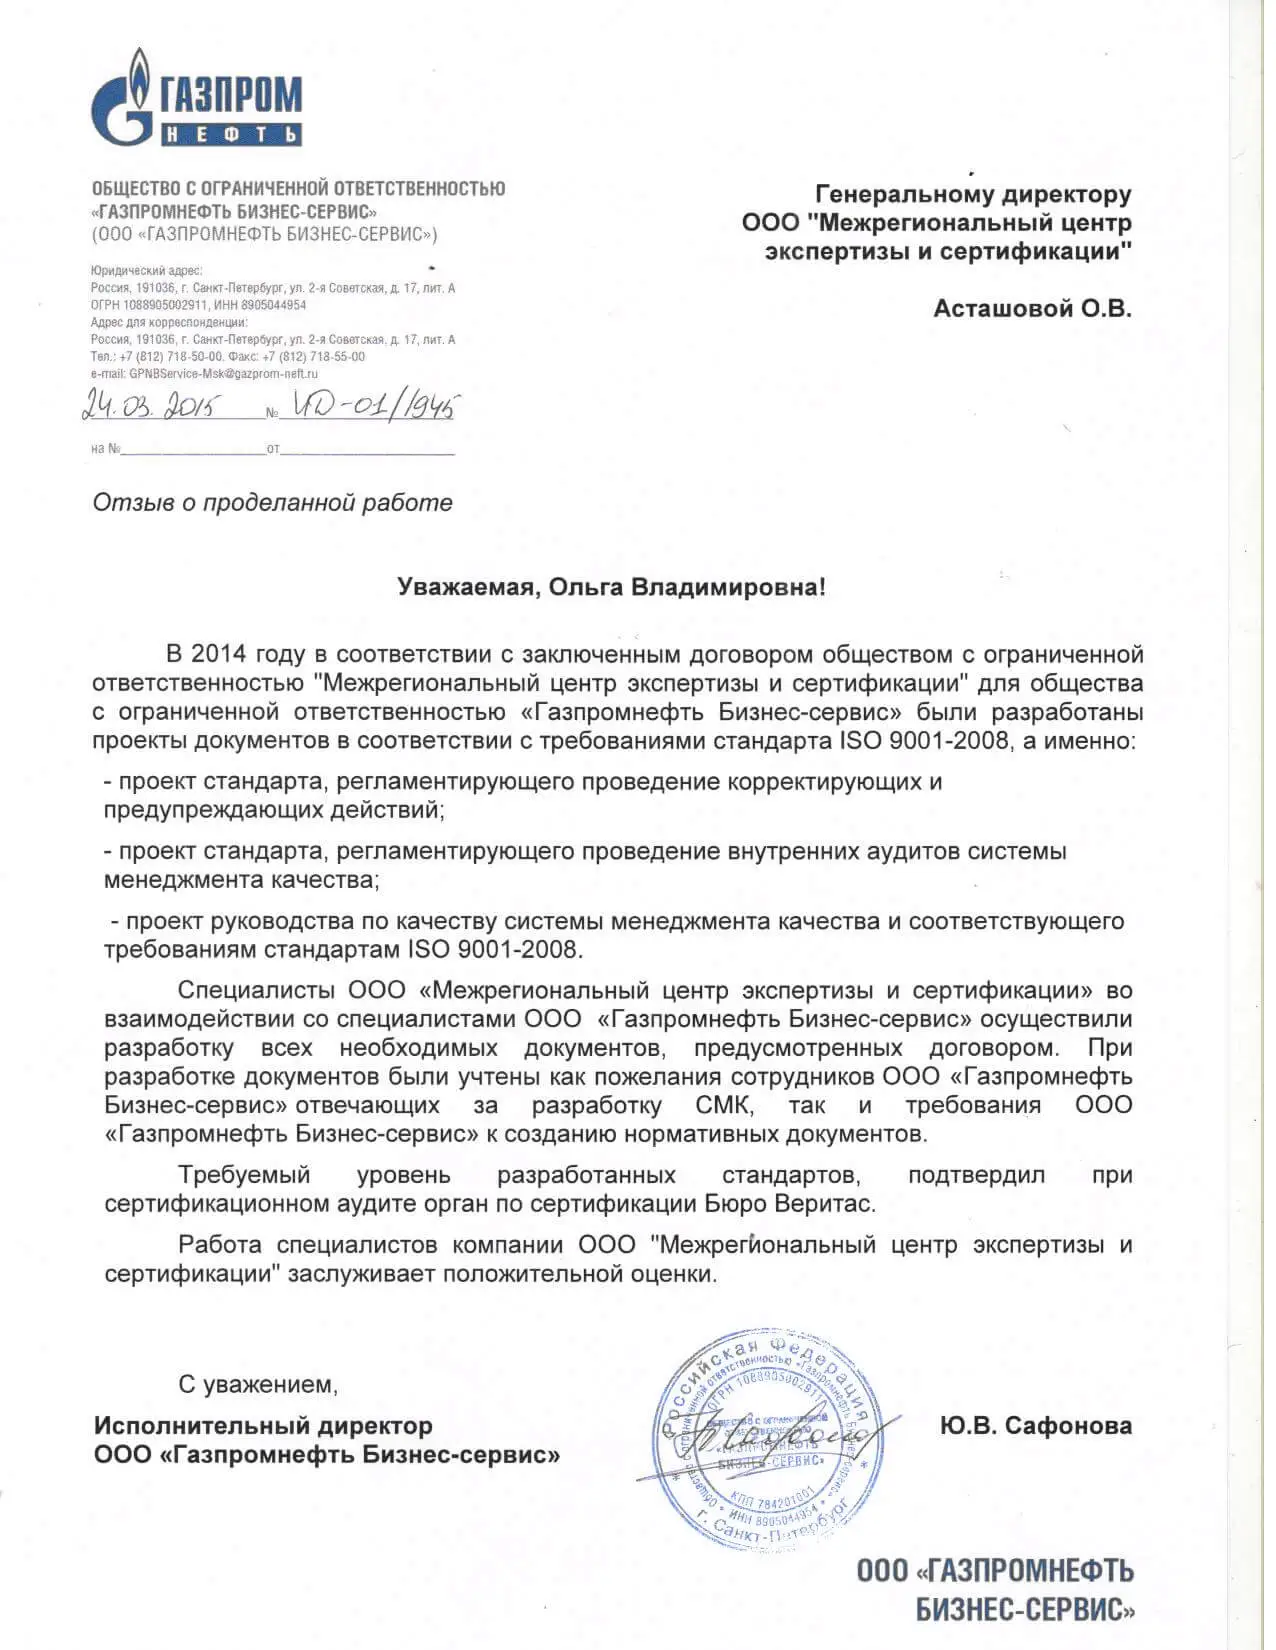 ГАЗПРОМ
НЕФТЬ
ОБЩЕСТВО С ОГРАНИЧЕННОЙ ОТВЕТСТВЕННОСТЬЮ
«ГАЗПРОМНЕФТЬ БИЗНЕС-СЕРВИС»
(ООО «ГАЗПРОМНЕФТЬ БИЗНЕС-СЕРВИС»)
Юридический адрес:
Россия, 191036, г. Санкт-Петербург, ул. 2-я Советская, д. 17, лит. А
ОГРН 1088905002911, ИНН 8905044954
Адрес для корреспонденции:
Россия, 191036, г. Санкт-Петербург, ул. 2-я Советская, д. 17, лит. А
Тел.: +7 (812) 718-50-00. Факс: +7 (812) 718-55-00
e-mail: GPNBService-Msk@gazprom-neft.ru
24.03.2015 № ИД-01/1945
на № от
Генеральному директору
ООО "Межрегиональный центр
экспертизы и сертификации"
Асташовой О.В.
Отзыв о проделанной работе
Уважаемая, Ольга Владимировна!
В 2014 году в соответствии с заключенным договором обществом с ограниченной
ответственностью "Межрегиональный центр экспертизы и сертификации" для общества
с ограниченной ответственностью «Газпромнефть Бизнес-сервис» были разработаны
проекты документов в соответствии с требованиями стандарта ISO 9001-2008, а именно:
- проект стандарта, регламентирующего проведение корректирующих и
предупреждающих действий;
- проект стандарта, регламентирующего проведение внутренних аудитов системы
менеджмента качества;
- проект руководства по качеству системы менеджмента качества и соответствующего
требованиям стандартам ISO 9001-2008.
Специалисты ООО «Межрегиональный центр экспертизы и сертификации» во
взаимодействии со специалистами ООО «Газпромнефть Бизнес-сервис» осуществили
разработку всех необходимых документов, предусмотренных договором. При
разработке документов были учтены как пожелания сотрудников ООО «Газпромнефть
Бизнес-сервис» отвечающих за разработку СМК, так и требования ООО
«Газпромнефть Бизнес-сервис» к созданию нормативных документов.
Требуемый уровень разработанных стандартов, подтвердил при
сертификационном аудите орган по сертификации Бюро Веритас.
Работа специалистов компании ООО "Межрегиональный центр экспертизы и
сертификации" заслуживает положительной оценки.
С уважением,
Исполнительный директор
ООО «Газпромнефть Бизнес-сервис»
Ю.В. Сафонова
Российская Федерация
г. Санкт-Петербург
Общество с ограниченной ответственностью «Газпромнефть Бизнес-сервис»
ИНН 8905044954
ОГРН 1088905002911
КПП 784201001
ОБЩЕСТВО С ОГРАНИЧЕННОЙ
ОТВЕТСТВЕННОСТЬЮ
«ГАЗПРОМНЕФТЬ
БИЗНЕС-СЕРВИС»
ООО «ГАЗПРОМНЕФТЬ
БИЗНЕС-СЕРВИС»